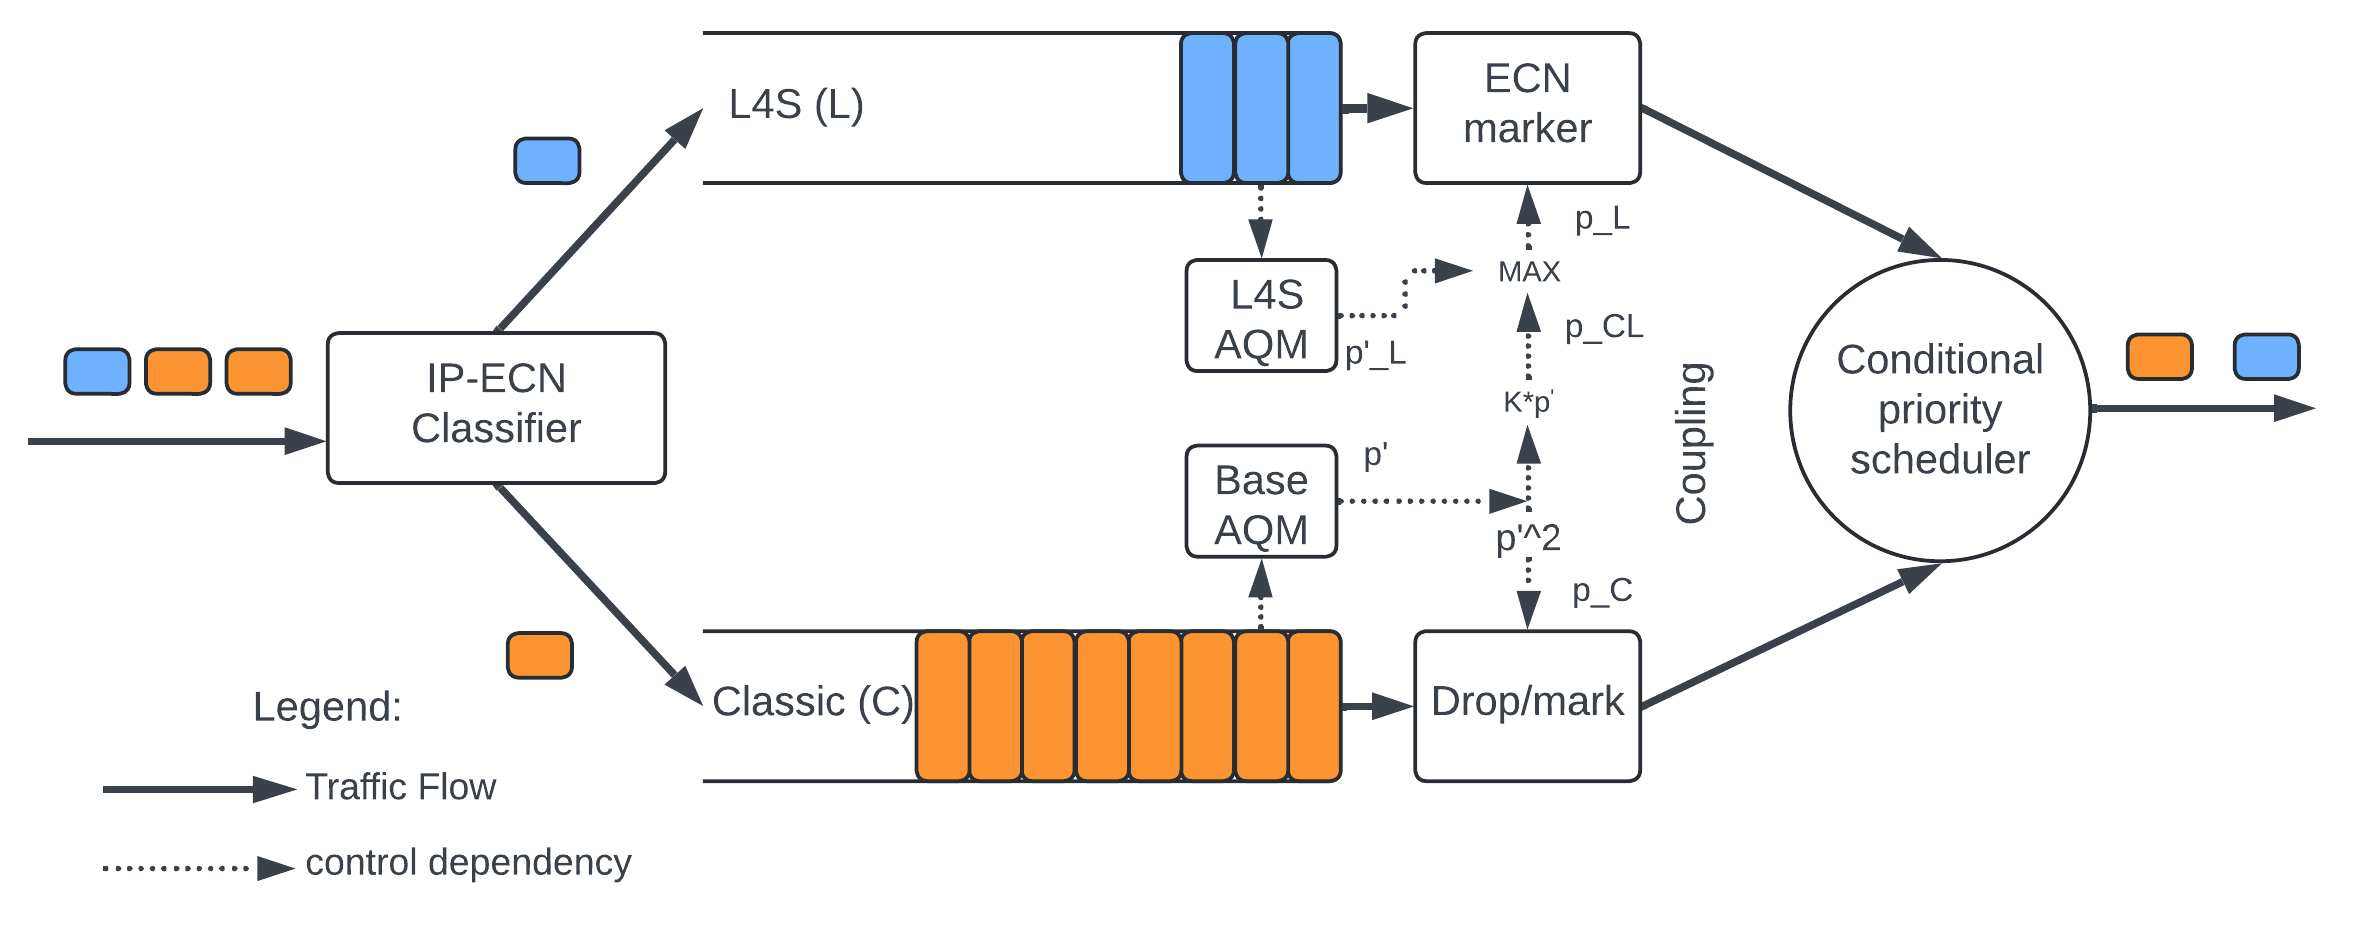 L4S (L)
ECN
marker
p_L
L4S
AQM
p'_L
MAX
p_CL
K*p'
IP-ECN
Classifier
Coupling
Conditional
priority
scheduler
Base
AQM
p'
p'^2
p_C
Classic (C)
Drop/mark
Legend:
Traffic Flow
control dependency